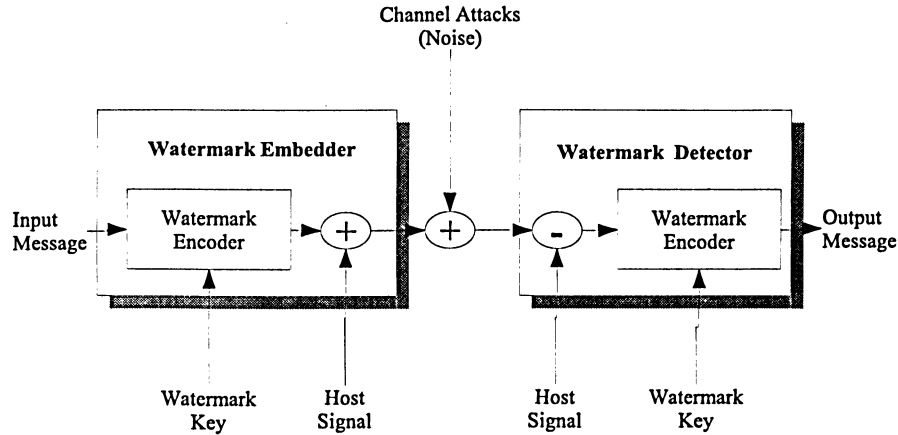 Channel Attacks
(Noise)
Watermark Embedder
Watermark Detector
Input
Message
Watermark
Encoder
+
+
-
Watermark
Encoder
Output
Message
Watermark
Key
Host
Signal
Host
Signal
Watermark
Key